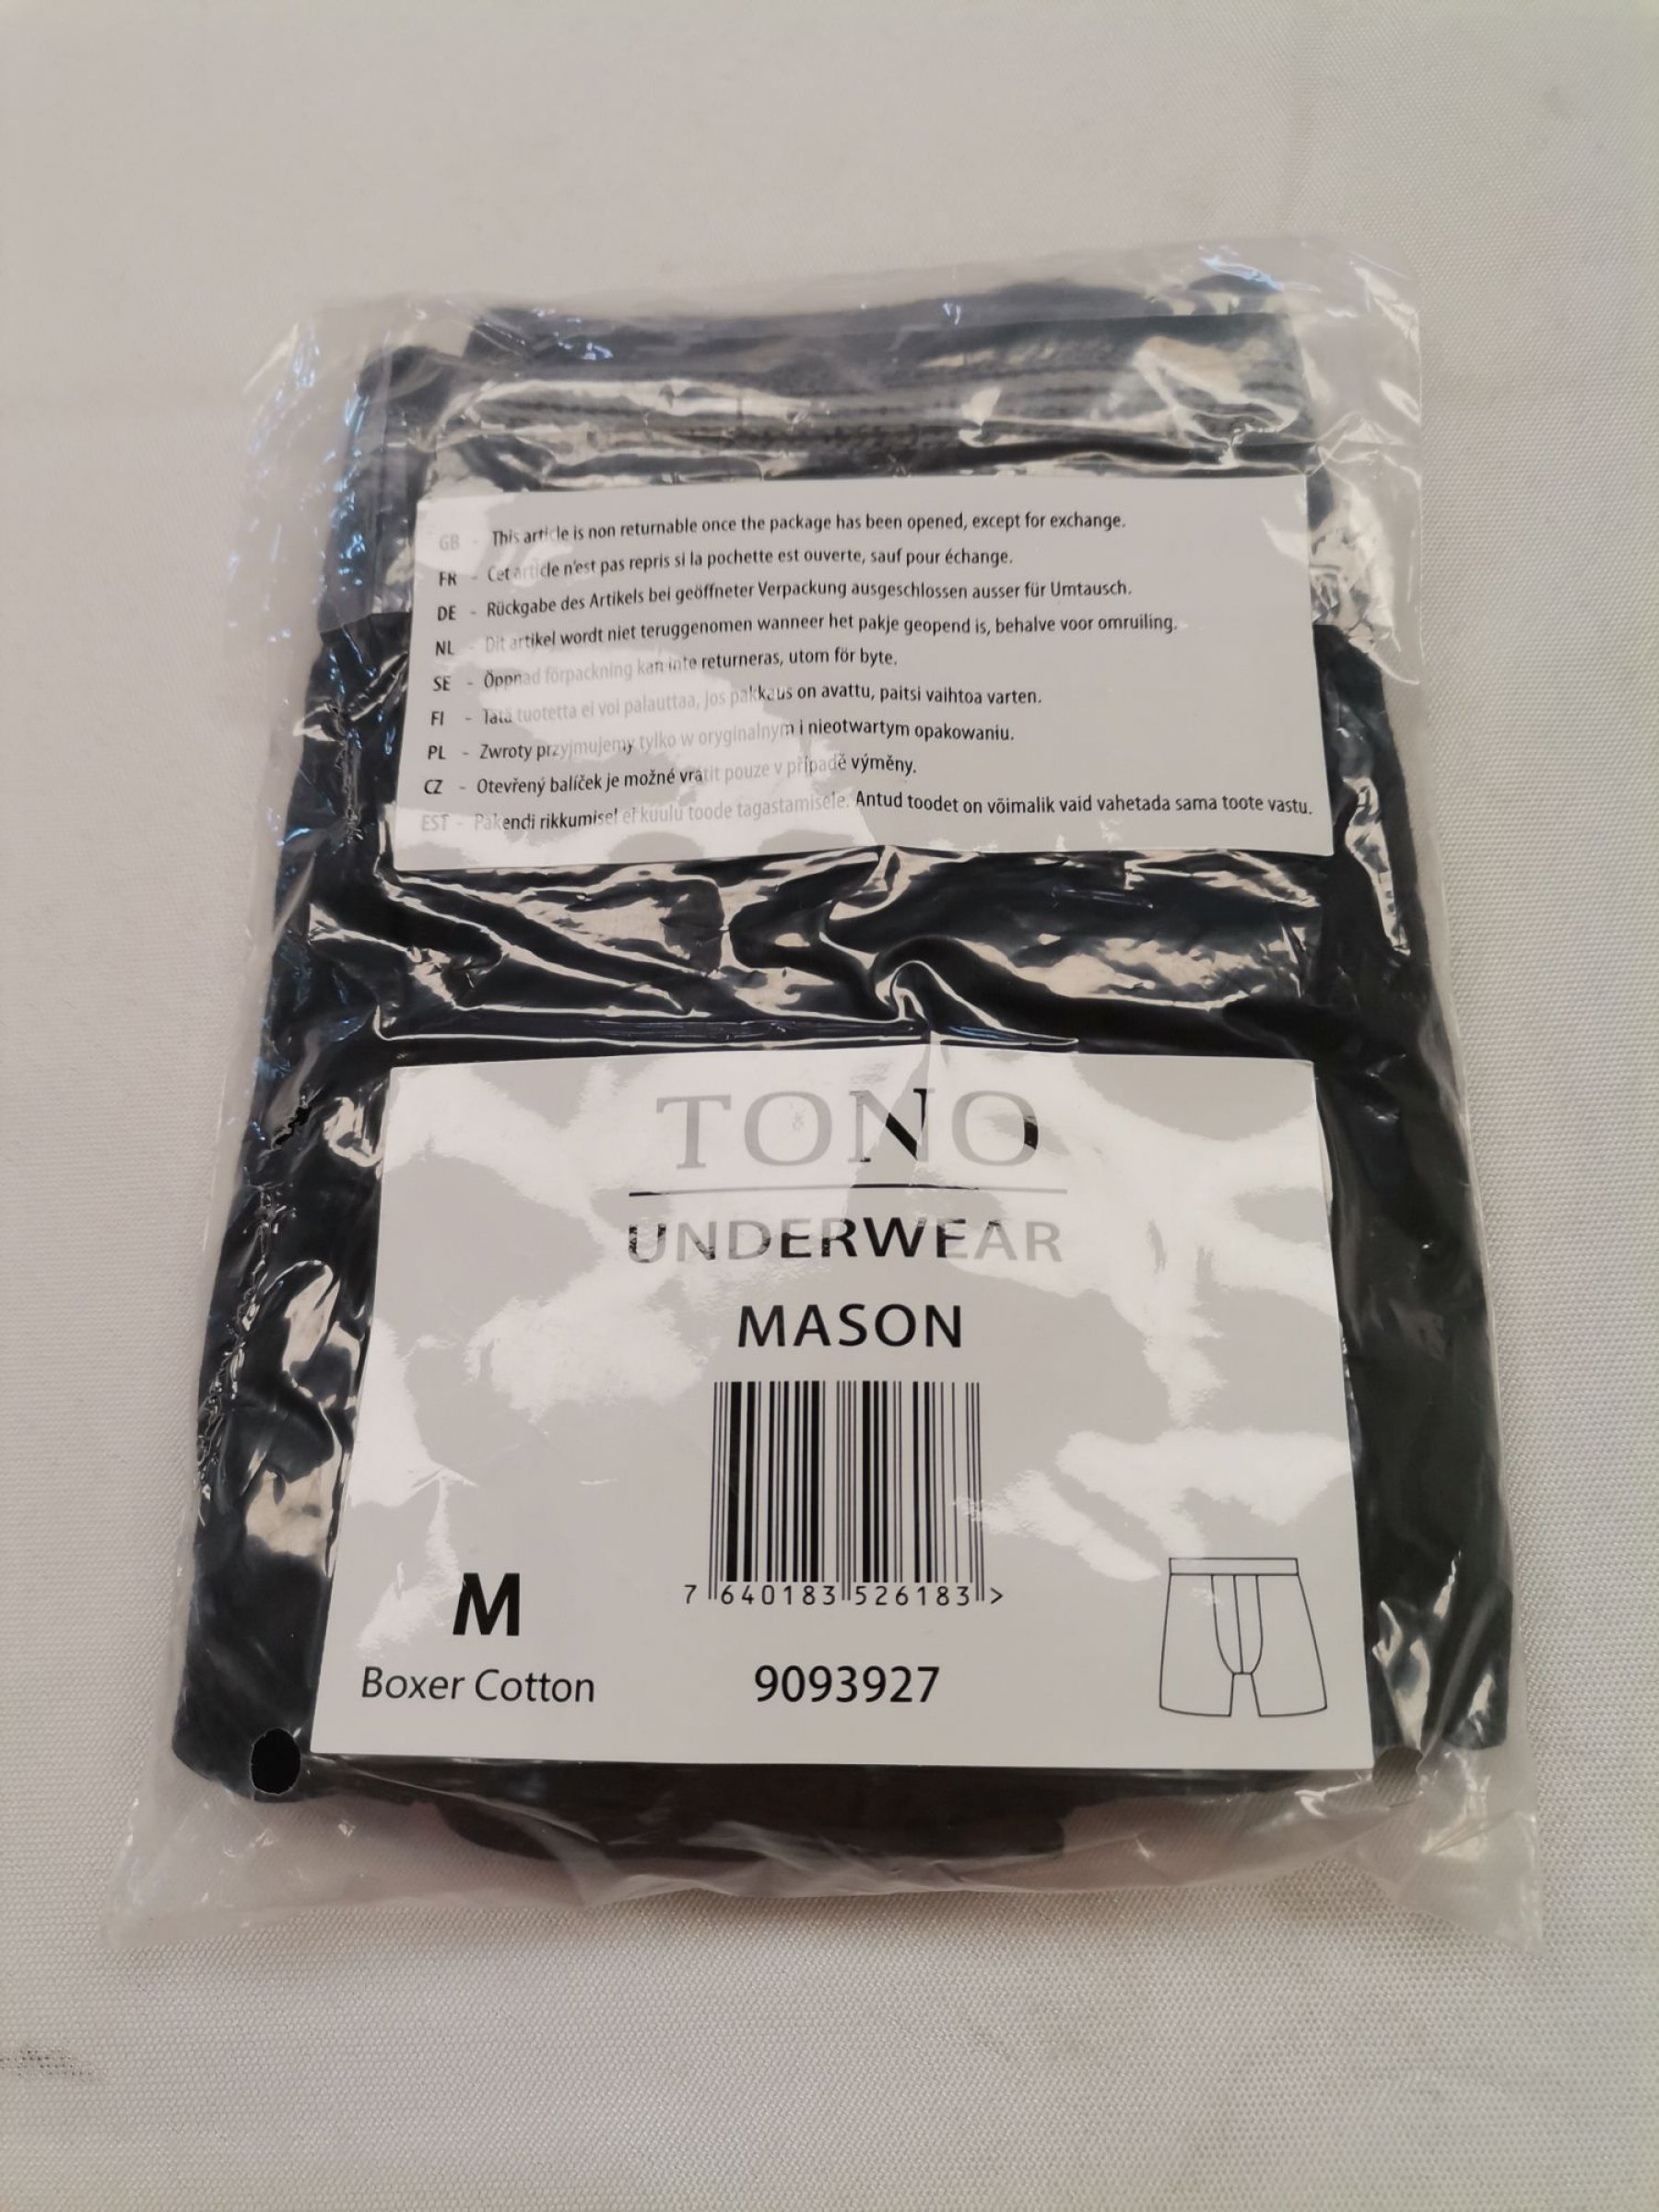 GB - This article is non returnable once the package has been opened, except for exchange.
FR - Cet article n'est pas repris si la pochette est ouverte, sauf pour échange.
DE - Rückgabe des Artikels bei geöffneter Verpackung ausgeschlossen ausser für Umtausch.
NL - Dit artikel wordt niet teruggenomen wanneer het pakje geopend is, behalve voor omruiling.
SE - Öppnad förpackning kan inte returneras, utom för byte.
FI - Tätä tuotetta ei voi palauttaa, jos pakkaus on avattu, paitsi vaihtoa varten.
PL - Zwroty przyjmujemy tylko w oryginalnym i nieotwartym opakowaniu.
CZ - Otevřený balíček je možné vrátit pouze v případě výměny.
EST - Pakendi rikkumisel ei kuulu toode tagastamisele. Antud toodet on võimalik vaid vahetada sama toote vastu.
TONO
UNDERWEAR
MASON
7 640183 526183 >
M
Boxer Cotton
9093927